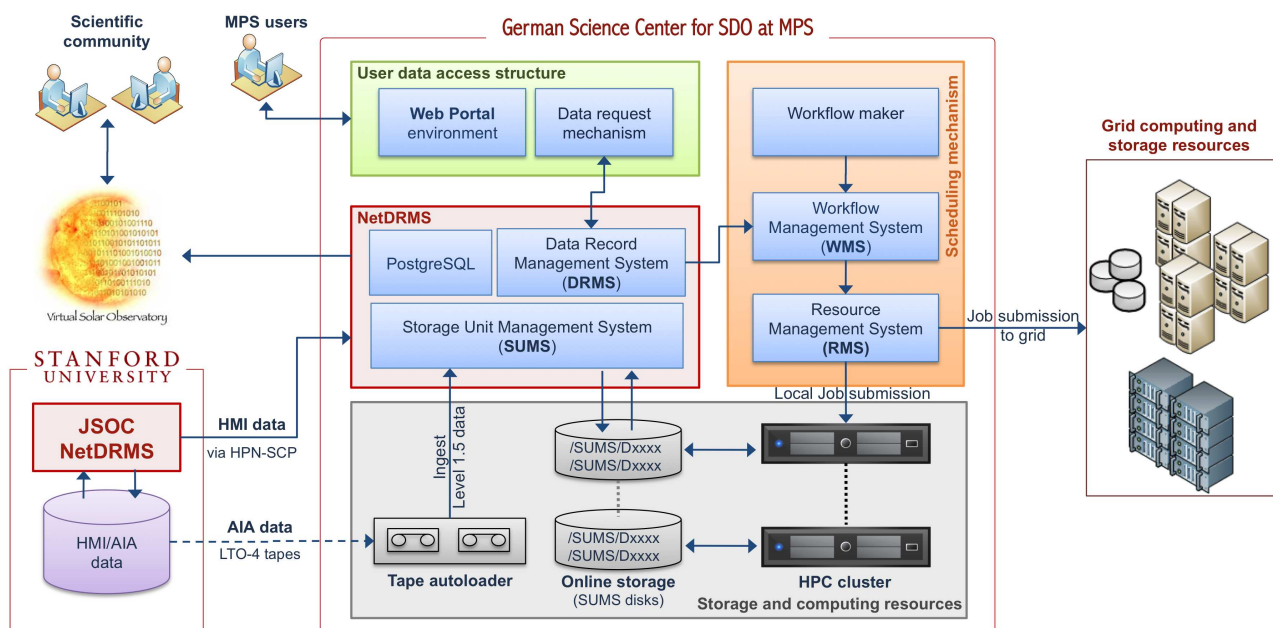 Scientific
community
MPS users
German Science Center for SDO at MPS
User data access structure
Web Portal
environment
Data request
mechanism
Workflow maker
Scheduling mechanism
Workflow
Management System
(WMS)
Resource
Management System
(RMS)
Grid computing and
storage resources
Job submission
to grid
NetDRMS
PostgreSQL
Data Record
Management System
(DRMS)
Storage Unit Management System
(SUMS)
Virtual Solar Observatory
STANFORD
UNIVERSITY
JSOC
NetDRMS
HMI data
via HPN-SCP
HMI/AIA
data
AIA data
LTO-4 tapes
Ingest
Level 1.5 data
Local Job submission
/SUMS/Dxxxx
/SUMS/Dxxxx
/SUMS/Dxxxx
/SUMS/Dxxxx
Tape autoloader
Online storage
(SUMS disks)
HPC cluster
Storage and computing resources